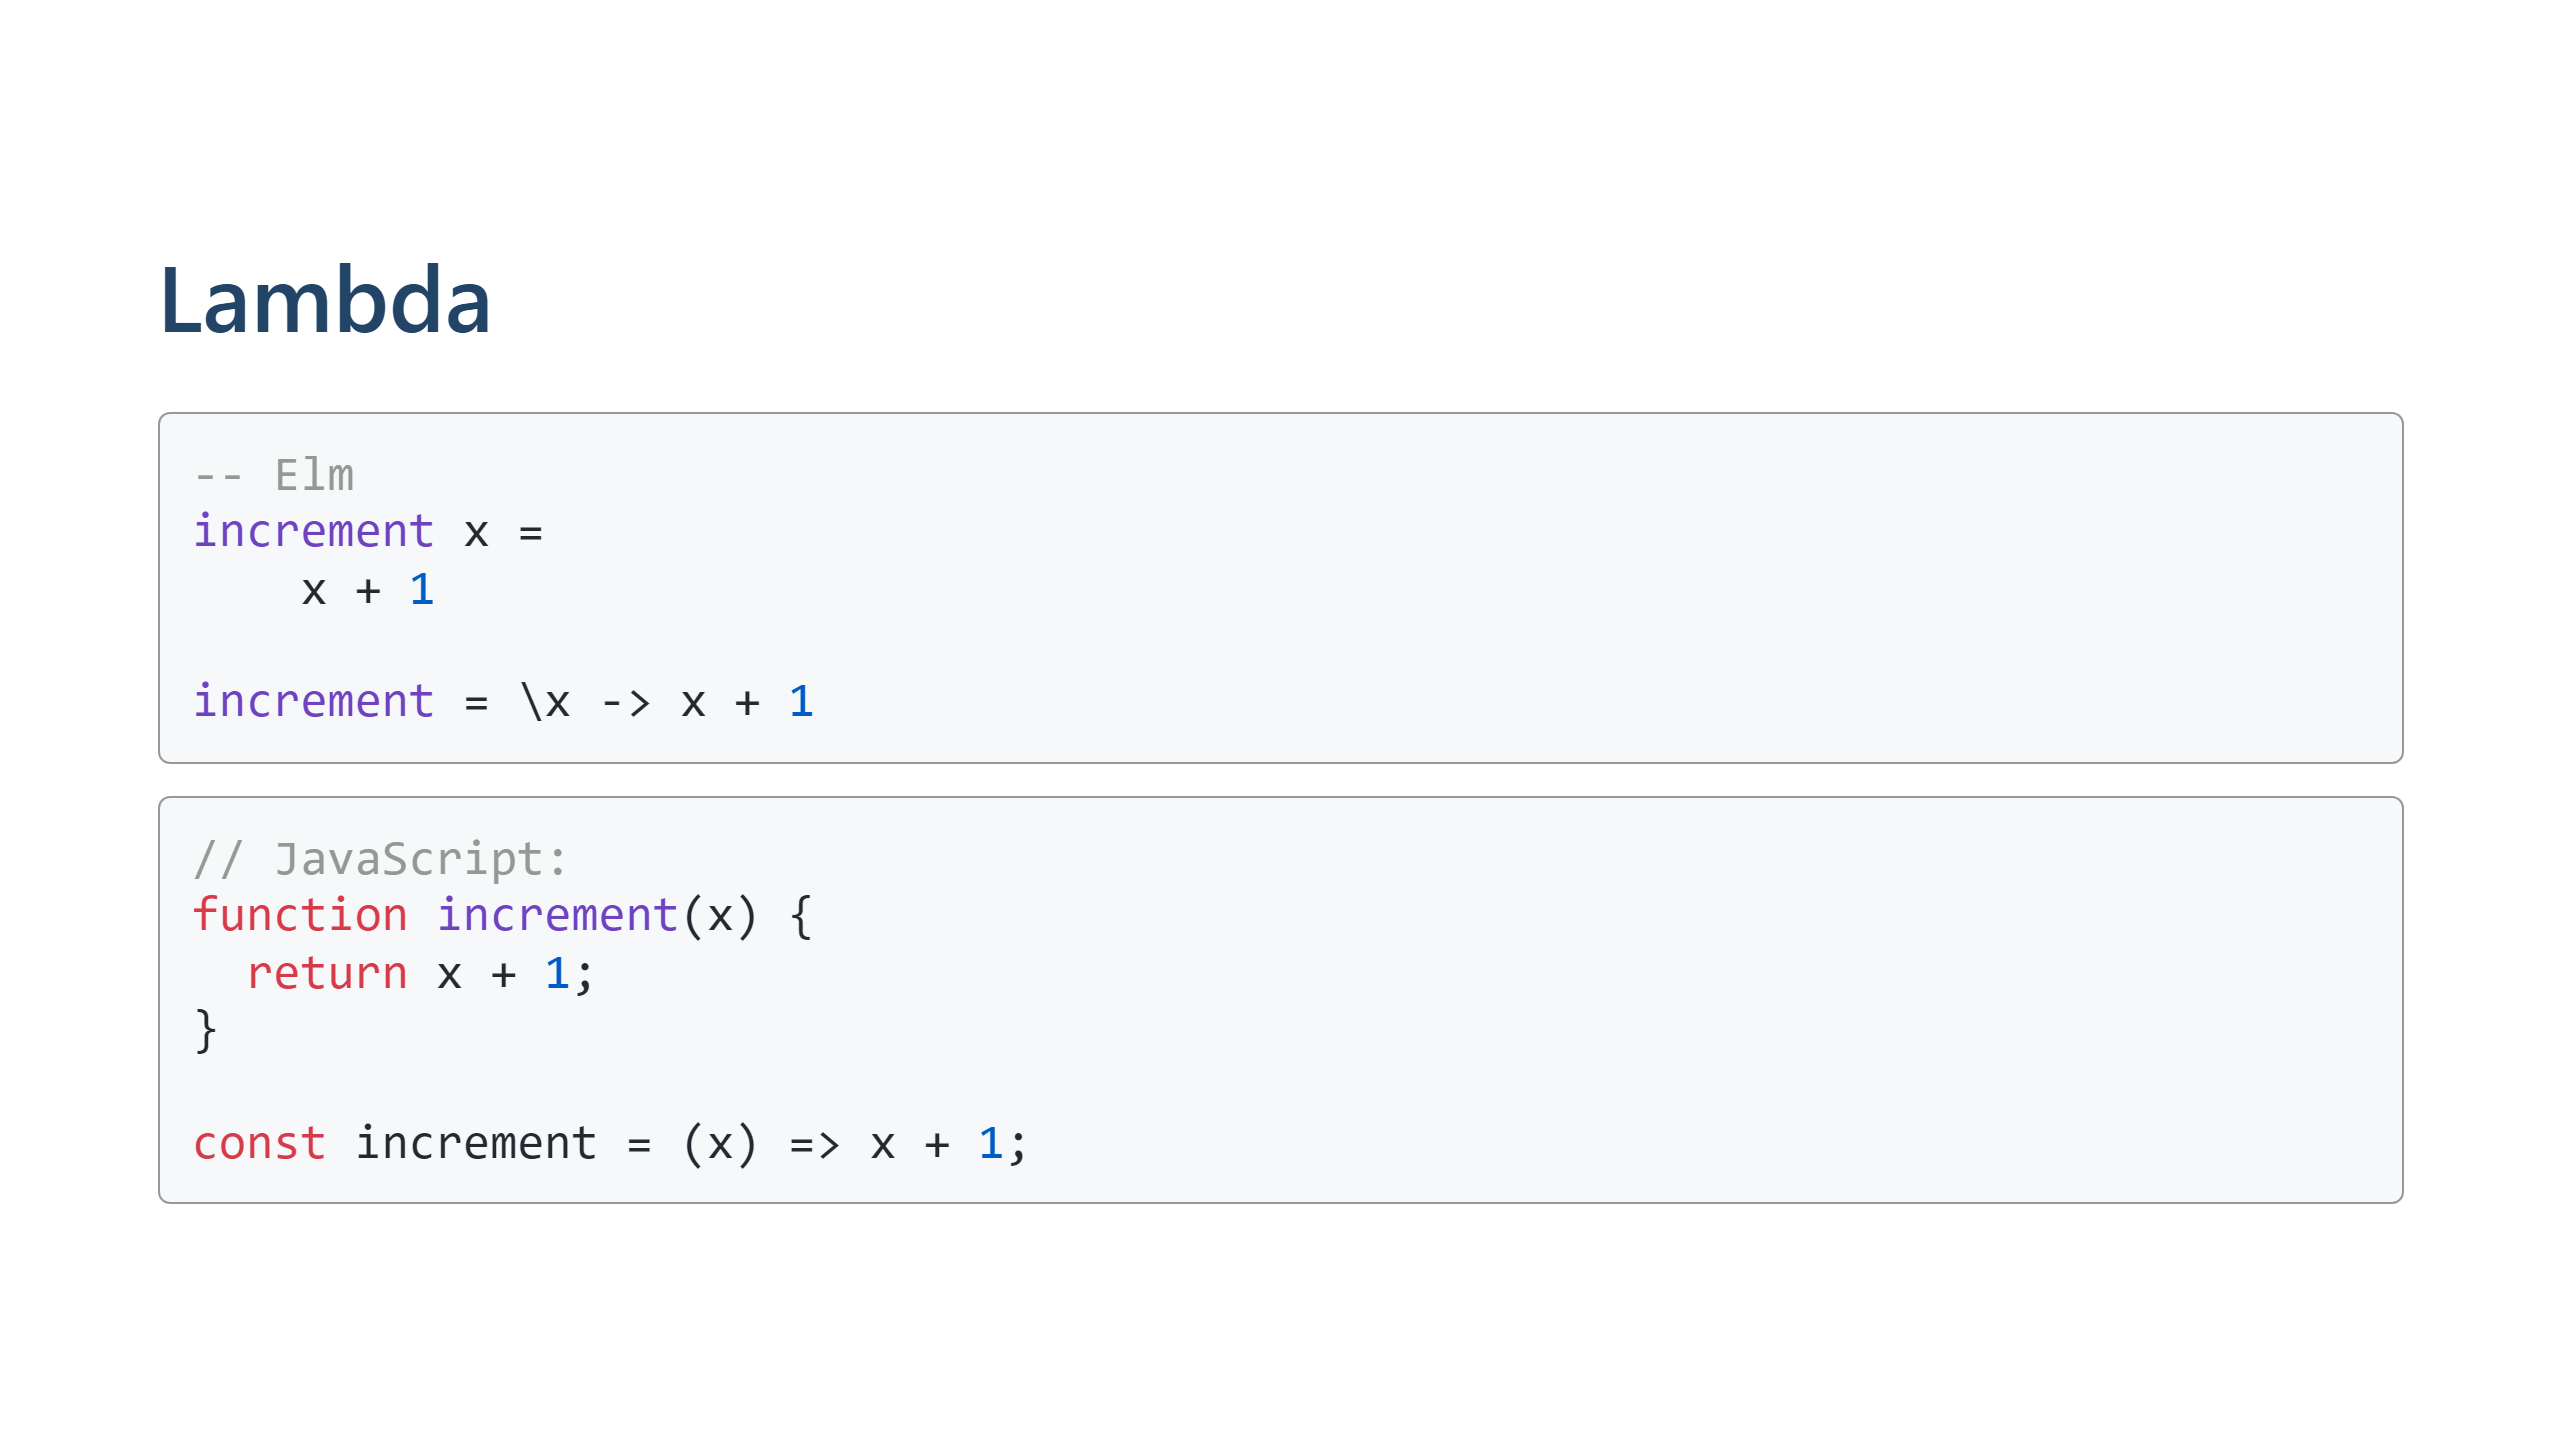 Lambda
-- Elm
increment x =
    x + 1
increment = \x -> x + 1
// JavaScript:
function increment(x) {
  return x + 1;
}
const increment = (x) => x + 1;